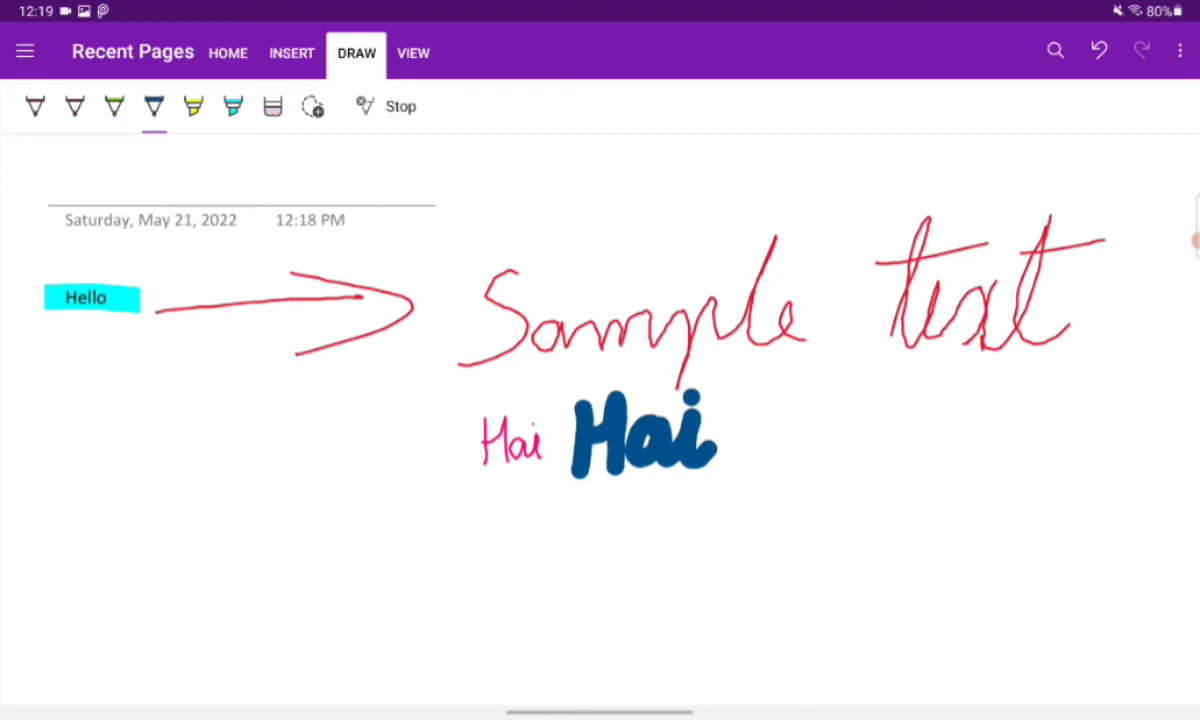 12:19 80%
Recent Pages HOME INSERT DRAW VIEW
Stop
Saturday, May 21, 2022 12:18 PM
Hello Sample text
Hai Hai